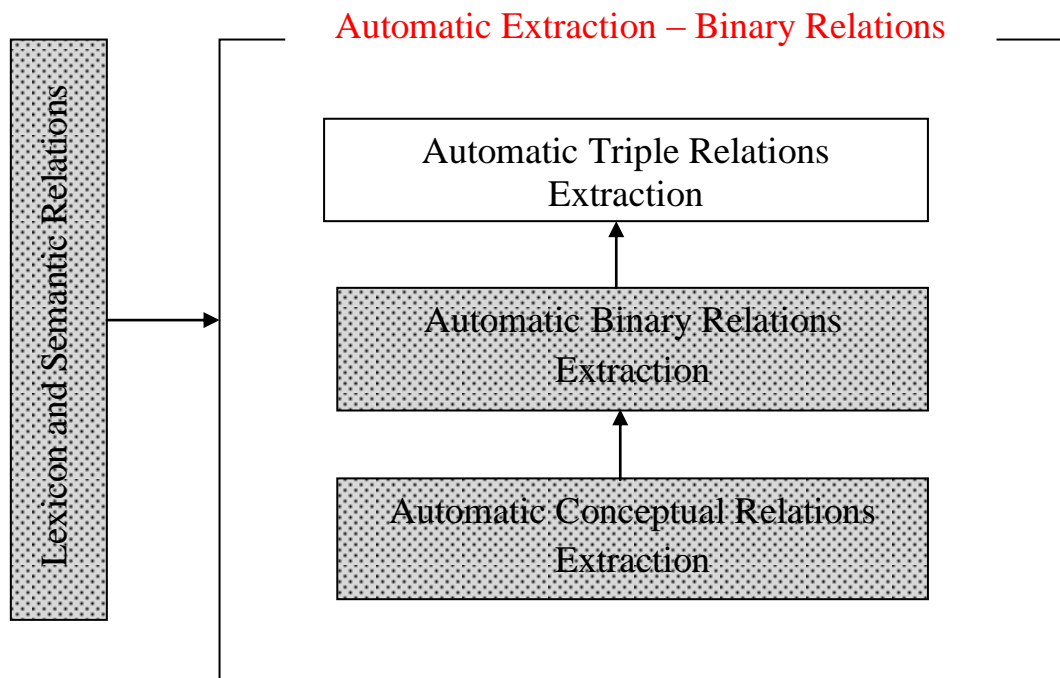 Automatic Extraction – Binary Relations
Lexicon and Semantic Relations
Automatic Triple Relations
Extraction
Automatic Binary Relations
Extraction
Automatic Conceptual Relations
Extraction